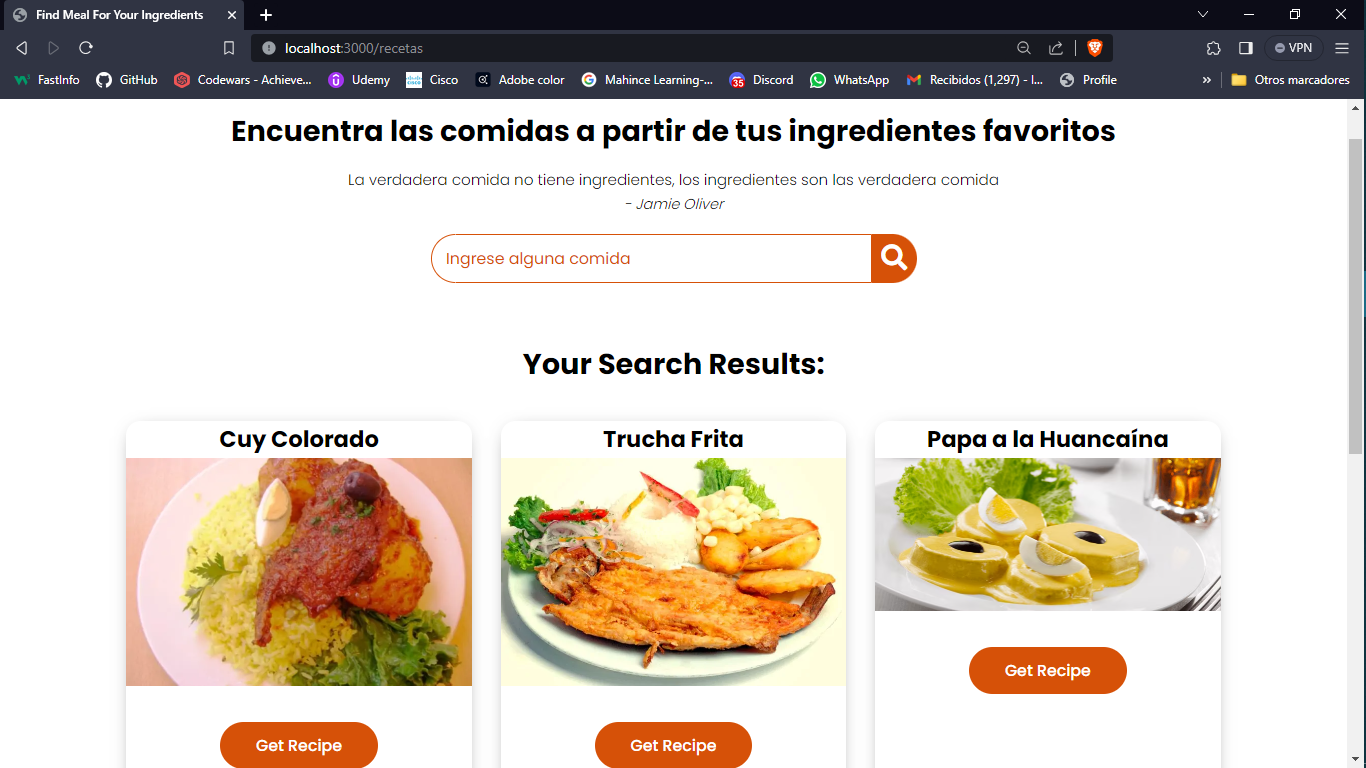 Find Meal For Your Ingredients
localhost:3000/recetas
VPN
FastInfo
GitHub
Codewars - Achieve...
Udemy
Cisco
Adobe color
Mahince Learning-...
35
Discord
WhatsApp
Recibidos (1,297) - l...
Profile
»
Otros marcadores
Encuentra las comidas a partir de tus ingredientes favoritos
La verdadera comida no tiene ingredientes, los ingredientes son las verdadera comida
- Jamie Oliver
Ingrese alguna comida
Your Search Results:
Cuy Colorado
Trucha Frita
Papa a la Huancaína
Get Recipe
Get Recipe
Get Recipe